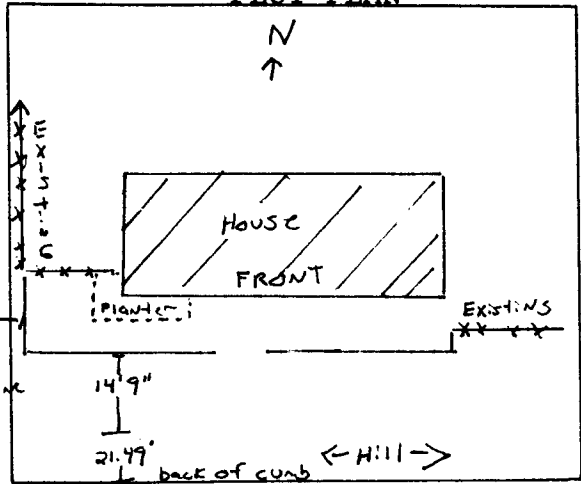 N
Existing
House
FRONT
Planter
Existing
14'9"
21.49'
back of curb
<- Hill ->